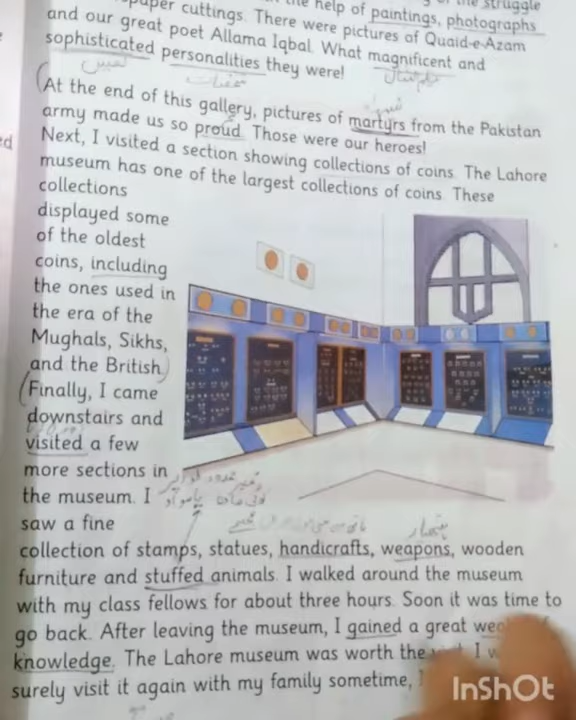 the help of paintings, photographs
cuttings. There were pictures of Quaid-e-Azam
and our great poet Allama Iqbal. What magnificent and
sophisticated personalities they were!
(At the end of this gallery, pictures of martyrs from the Pakistan
army made us so proud. Those were our heroes!
Next, I visited a section showing collections of coins. The Lahore
museum has one of the largest collections of coins. These
collections
displayed some
of the oldest
coins, including
the ones used in
the era of the
Mughals, Sikhs,
and the British.)
(Finally, I came
downstairs and
visited a few
more sections in
the museum. I
saw a fine
collection of stamps, statues, handicrafts, weapons, wooden
furniture and stuffed animals. I walked around the museum
with my class fellows for about three hours. Soon it was time to
go back. After leaving the museum, I gained a great
knowledge. The Lahore museum was worth the
surely visit it again with my family sometime,
InShOt